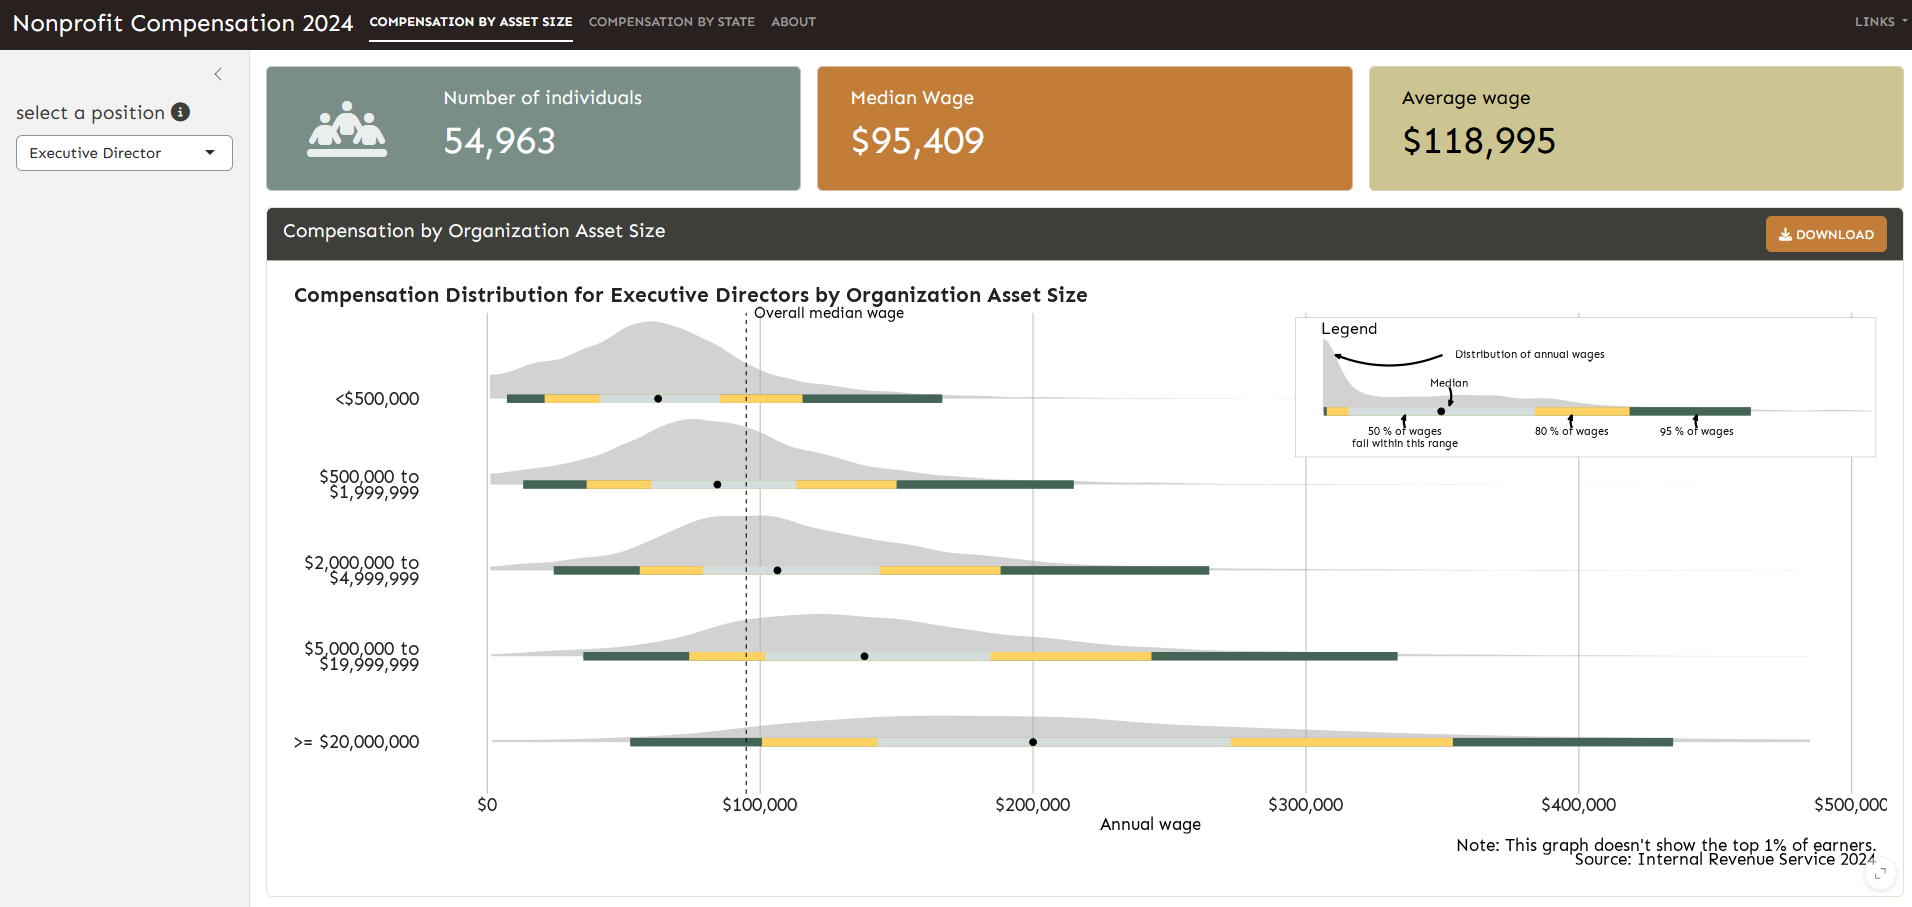 Nonprofit Compensation 2024
COMPENSATION BY ASSET SIZE
COMPENSATION BY STATE
ABOUT
LINKS
select a position
Executive Director
Number of individuals
54,963
Median Wage
$95,409
Average wage
$118,995
Compensation by Organization Asset Size
DOWNLOAD
Compensation Distribution for Executive Directors by Organization Asset Size
Overall median wage
Legend
Distribution of annual wages
Median
50 % of wages
fall within this range
80 % of wages
95 % of wages
<$500,000
$500,000 to
$1,999,999
$2,000,000 to
$4,999,999
$5,000,000 to
$19,999,999
>= $20,000,000
$0
$100,000
$200,000
$300,000
$400,000
$500,000
Annual wage
Note: This graph doesn't show the top 1% of earners.
Source: Internal Revenue Service 2024